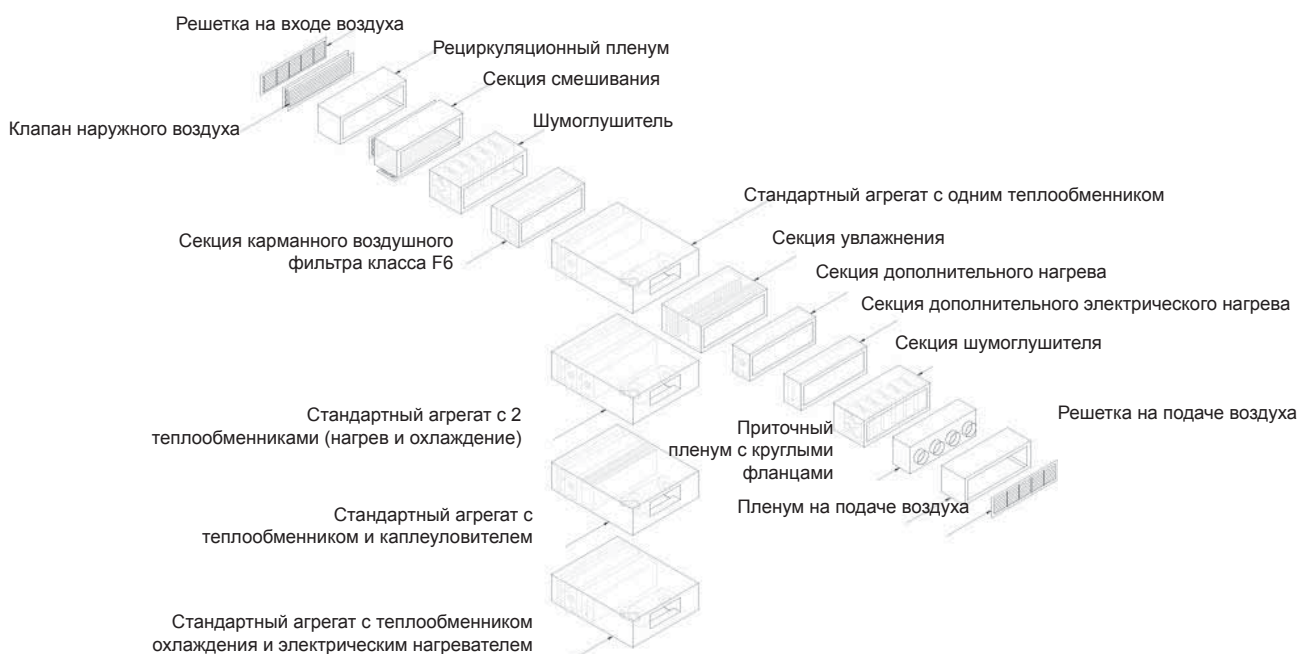 Решетка на входе воздуха
Рециркуляционный пленум
Секция смешивания
Клапан наружного воздуха
Шумоглушитель
Стандартный агрегат с одним теплообменником
Секция карманного воздушного
фильтра класса F6
Секция увлажнения
Секция дополнительного нагрева
Секция дополнительного электрического нагрева
Секция шумоглушителя
Стандартный агрегат с 2
теплообменниками (нагрев и охлаждение)
Решетка на подаче воздуха
Приточный
пленум с круглыми
фланцами
Пленум на подаче воздуха
Стандартный агрегат с
теплообменником и каплеуловителем
Стандартный агрегат с теплообменником
охлаждения и электрическим нагревателем